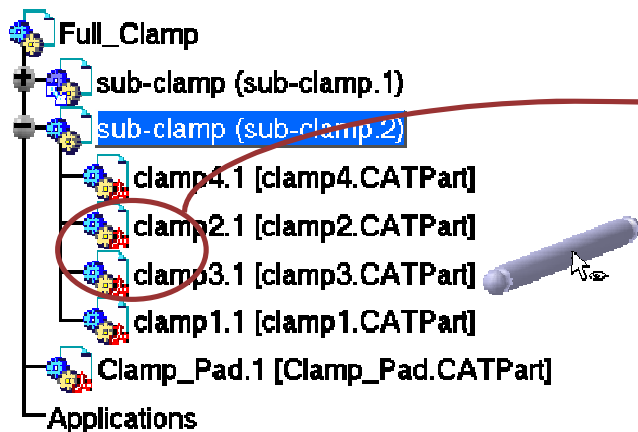 Full_Clamp
sub-clamp (sub-clamp.1)
sub-clamp (sub-clamp.2)
clamp4.1 [clamp4.CATPart]
clamp2.1 [clamp2.CATPart]
clamp3.1 [clamp3.CATPart]
clamp1.1 [clamp1.CATPart]
Clamp_Pad.1 [Clamp_Pad.CATPart]
Applications